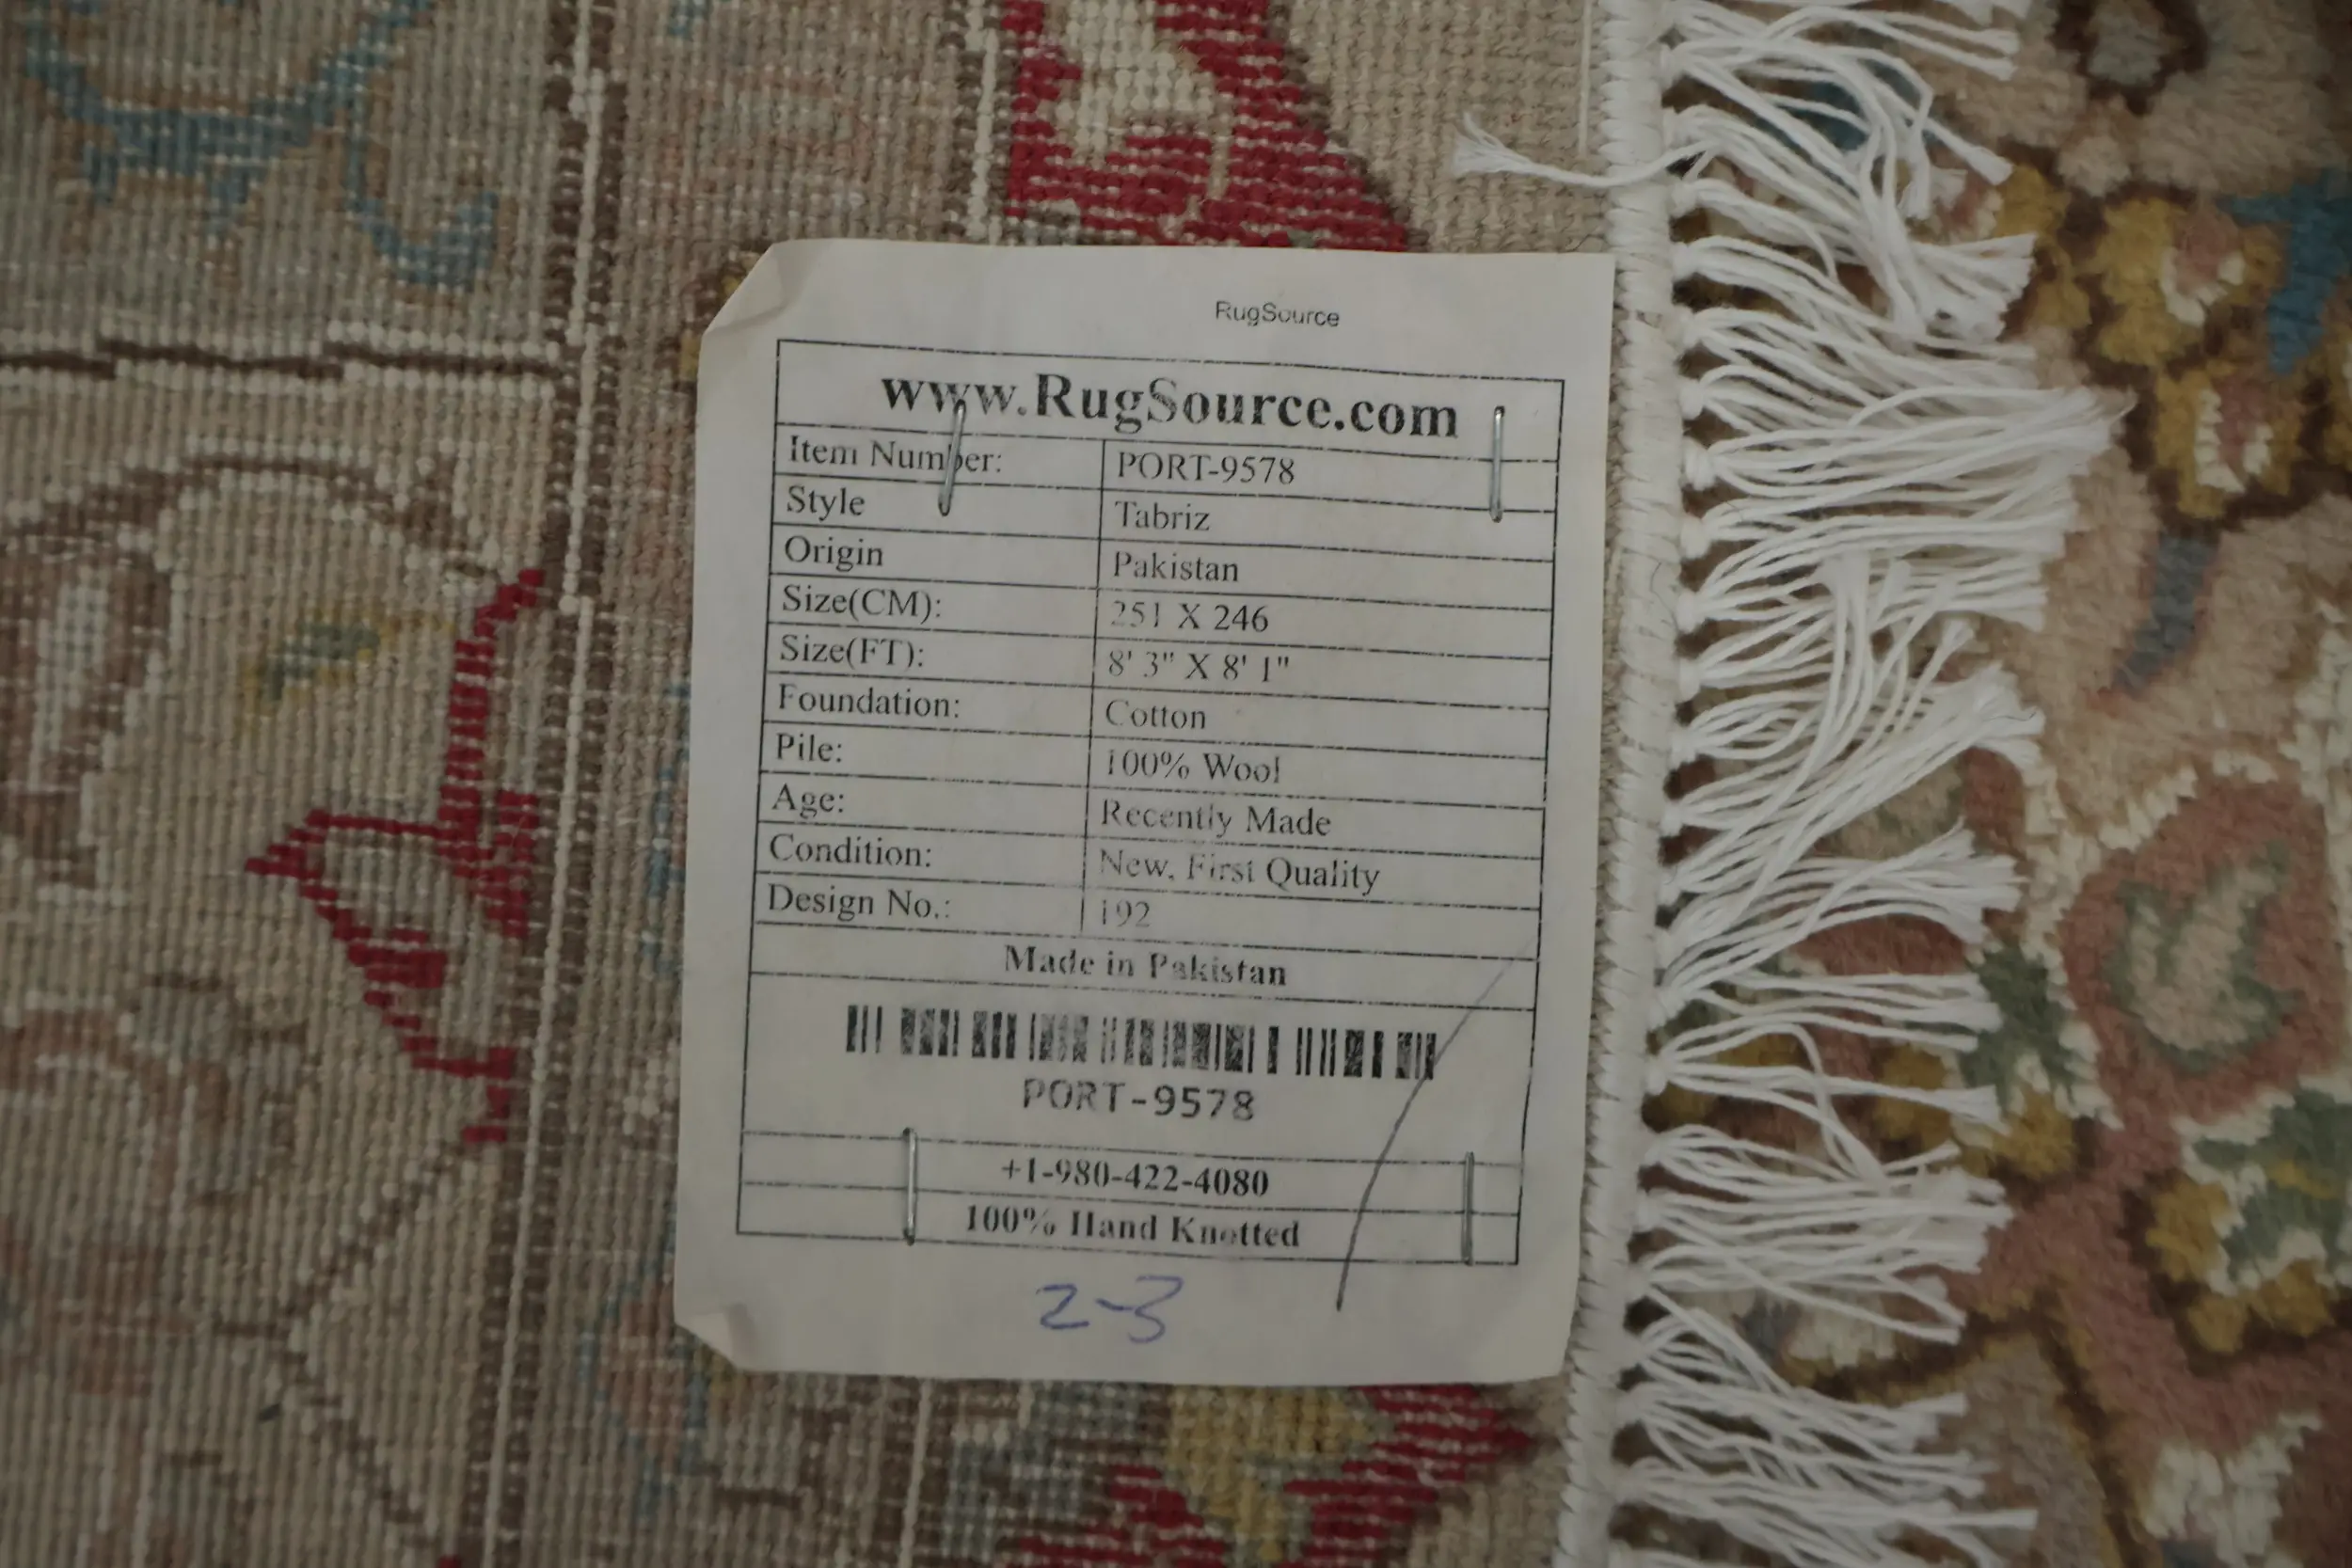 RugSource
www.RugSource.com
Item Number: PORT-9578
Style Tabriz
Origin Pakistan
Size(CM): 251 X 246
Size(FT): 8' 3" X 8' 1"
Foundation: Cotton
Pile: 100% Wool
Age: Recently Made
Condition: New, First Quality
Design No.: 192
Made in Pakistan
PORT-9578
+1-980-422-4080
100% Hand Knotted
2-3